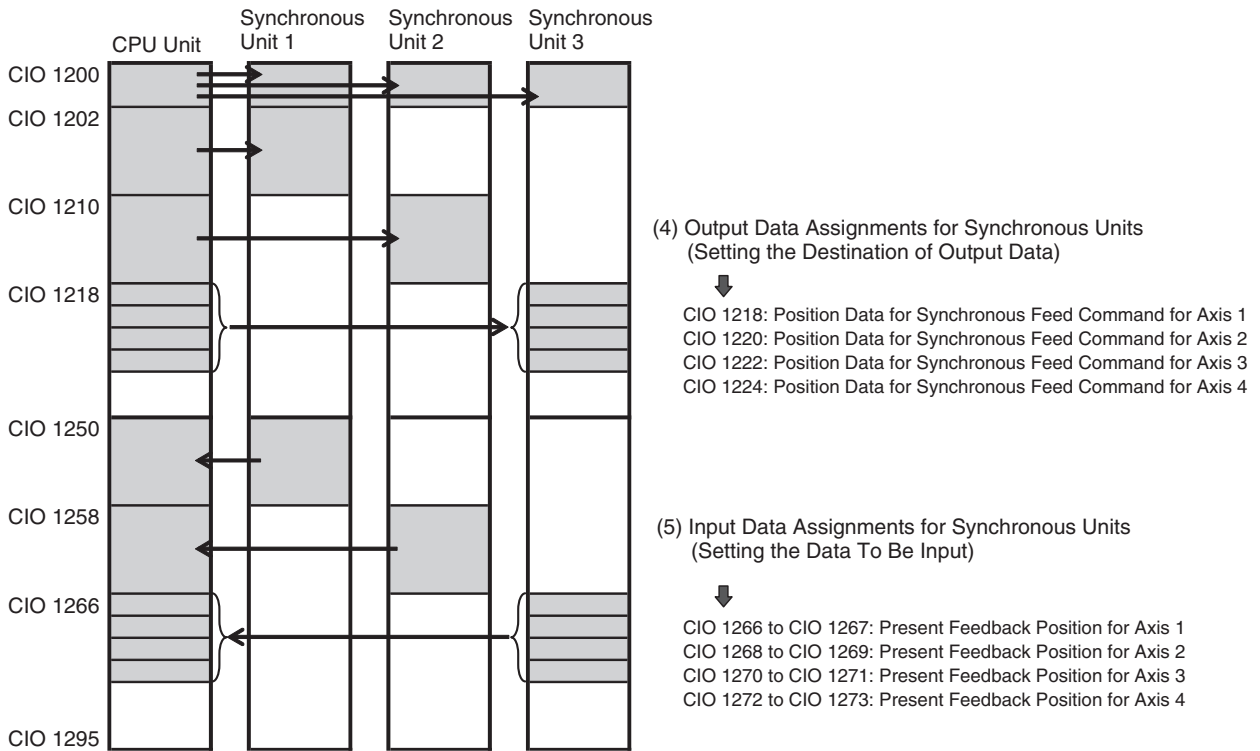 CPU Unit
Synchronous
Unit 1
Synchronous
Unit 2
Synchronous
Unit 3
CIO 1200
CIO 1202
CIO 1210
CIO 1218
CIO 1250
CIO 1258
CIO 1266
CIO 1295
(4) Output Data Assignments for Synchronous Units
(Setting the Destination of Output Data)
CIO 1218: Position Data for Synchronous Feed Command for Axis 1
CIO 1220: Position Data for Synchronous Feed Command for Axis 2
CIO 1222: Position Data for Synchronous Feed Command for Axis 3
CIO 1224: Position Data for Synchronous Feed Command for Axis 4
(5) Input Data Assignments for Synchronous Units
(Setting the Data To Be Input)
CIO 1266 to CIO 1267: Present Feedback Position for Axis 1
CIO 1268 to CIO 1269: Present Feedback Position for Axis 2
CIO 1270 to CIO 1271: Present Feedback Position for Axis 3
CIO 1272 to CIO 1273: Present Feedback Position for Axis 4